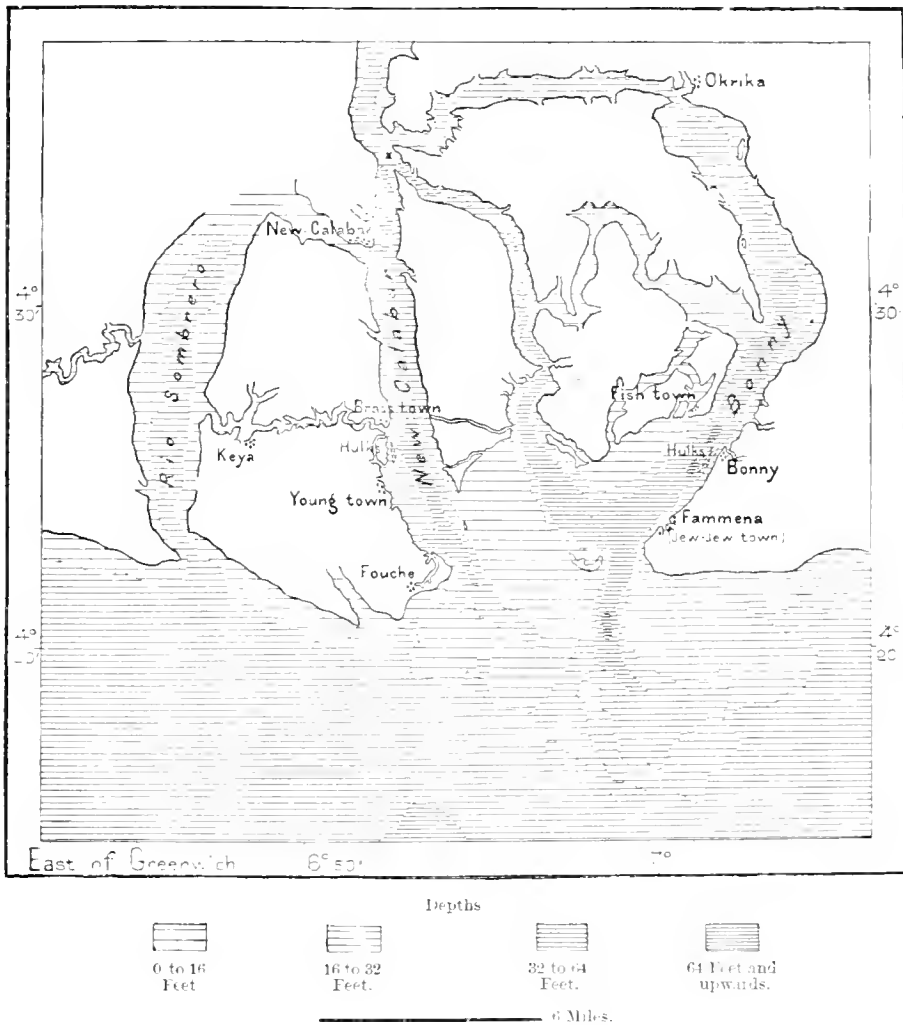 Okrika
New Calabar
4°
30'
4°
30'
Rio Sombrero
New Calabar
Bonny
Brass town
Fish town
Hulks
Keya
Hulks
Bonny
Young town
Fammena
(Jew-Jew town)
Fouche
4°
20'
4°
20'
East of Greenwich
6° 50'
7°
Depths
0 to 16
Feet
16 to 32
Feet.
32 to 64
Feet.
64 Feet and
upwards.
6 Miles.